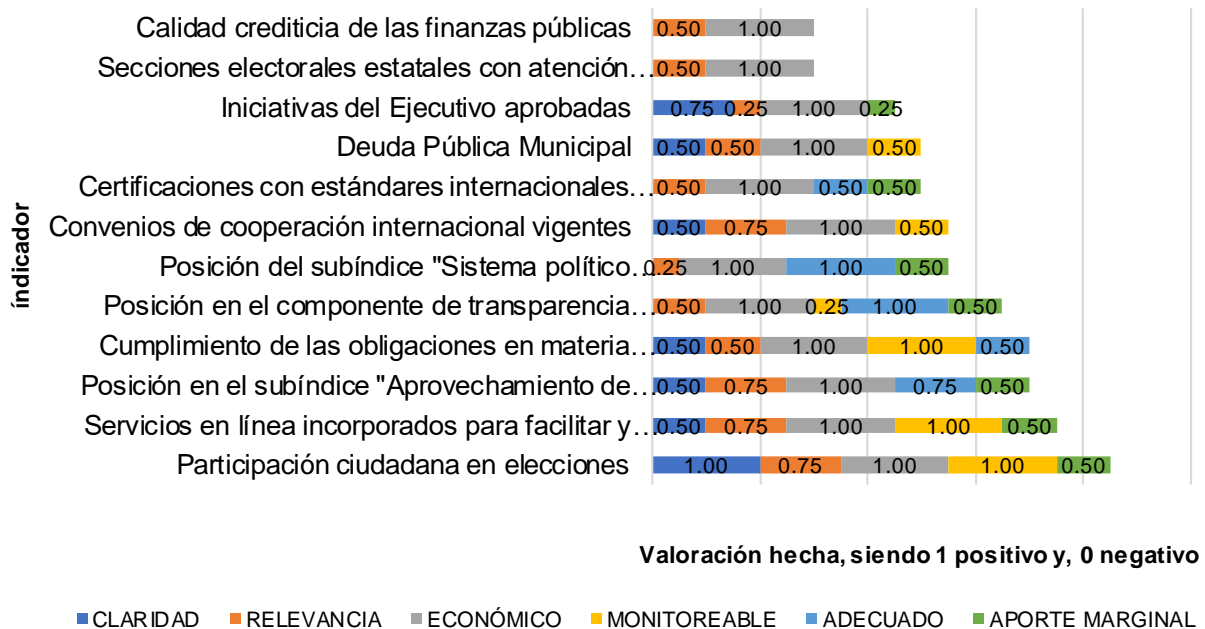 Calidad crediticia de las finanzas públicas 0.50 1.00
Secciones electorales estatales con atención... 0.50 1.00
Iniciativas del Ejecutivo aprobadas 0.75 0.25 1.00 0.25
Deuda Pública Municipal 0.50 0.50 1.00 0.50
Certificaciones con estándares internacionales... 0.50 1.00 0.50 0.50
Convenios de cooperación internacional vigentes 0.50 0.75 1.00 0.50
Posición del subíndice "Sistema político... 0.25 1.00 1.00 0.50
Posición en el componente de transparencia... 0.50 1.00 0.25 1.00 0.50
Cumplimiento de las obligaciones en materia... 0.50 0.50 1.00 1.00 0.50
Posición en el subíndice "Aprovechamiento de... 0.50 0.75 1.00 0.75 0.50
Servicios en línea incorporados para facilitar y... 0.50 0.75 1.00 1.00 0.50
Participación ciudadana en elecciones 1.00 0.75 1.00 1.00 0.50
índicador
Valoración hecha, siendo 1 positivo y, 0 negativo
CLARIDAD RELEVANCIA ECONÓMICO MONITOREABLE ADECUADO APORTE MARGINAL